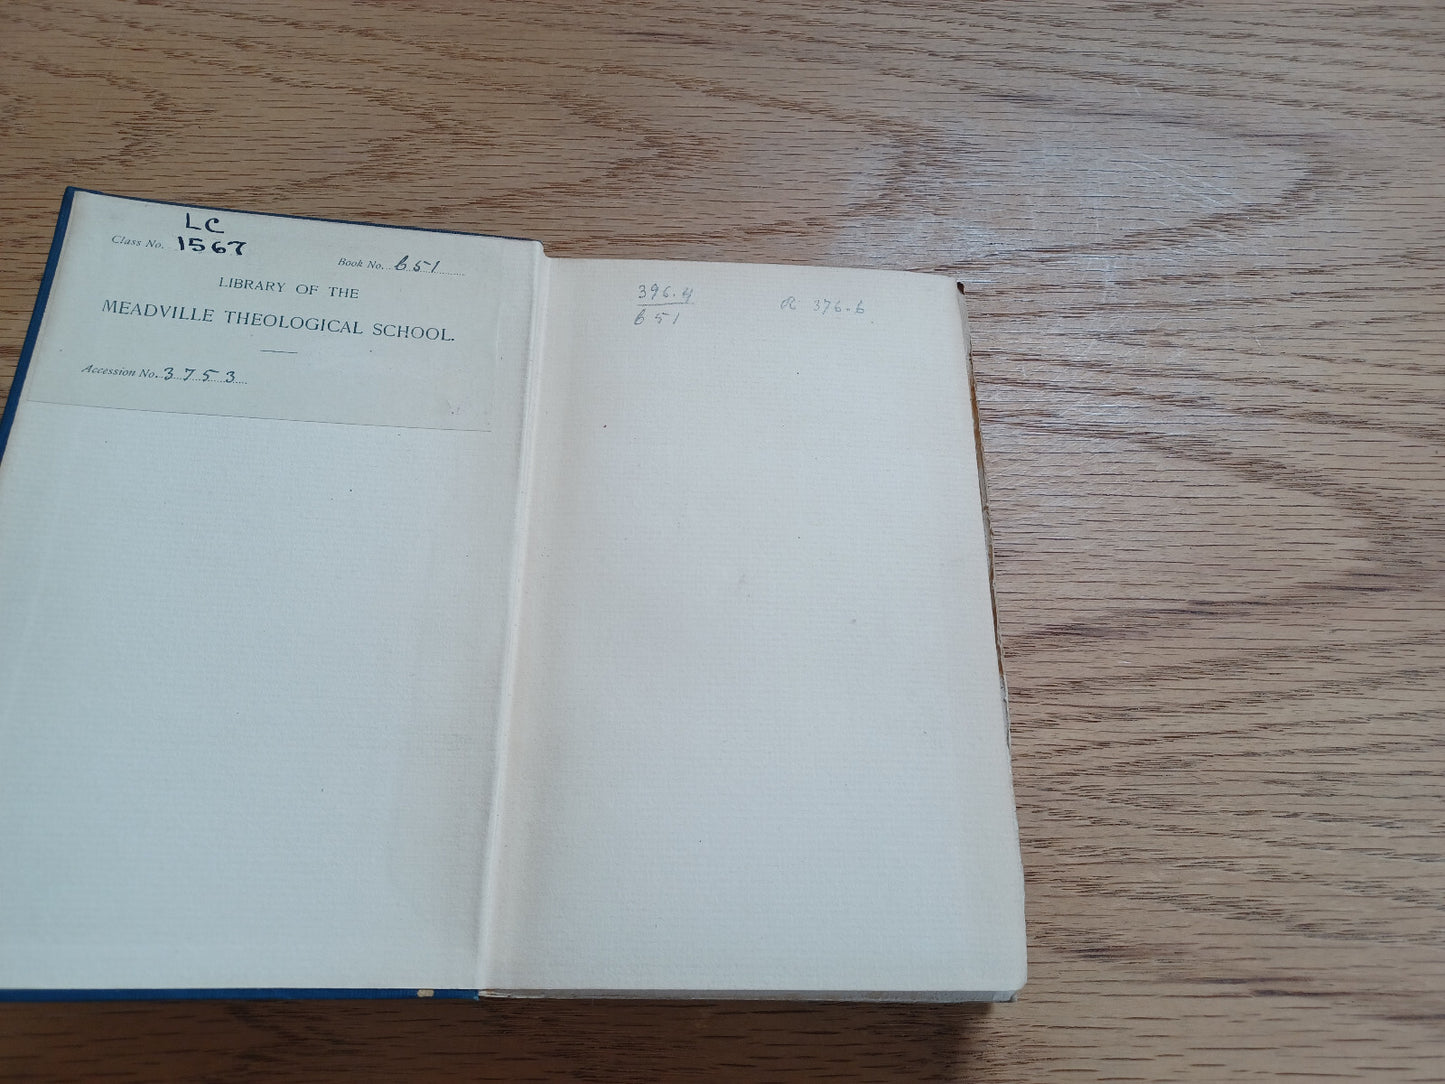 LC
Class No. 1567
Book No. 651
LIBRARY OF THE
MEADVILLE THEOLOGICAL SCHOOL.
Accession No. 3753
396.4
651
376.6